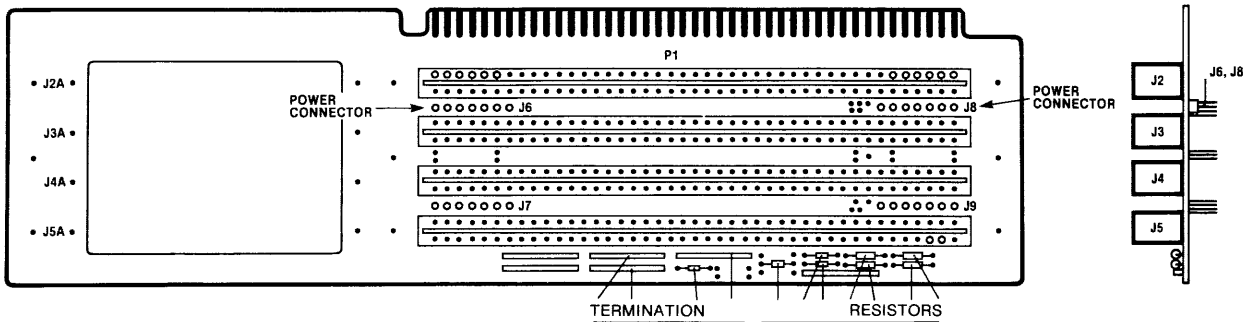 P1
J2A
J2
J6, J8
POWER
CONNECTOR
J6
J8
POWER
CONNECTOR
J3A
J3
J4A
J4
J7
J9
J5A
J5
TERMINATION
RESISTORS